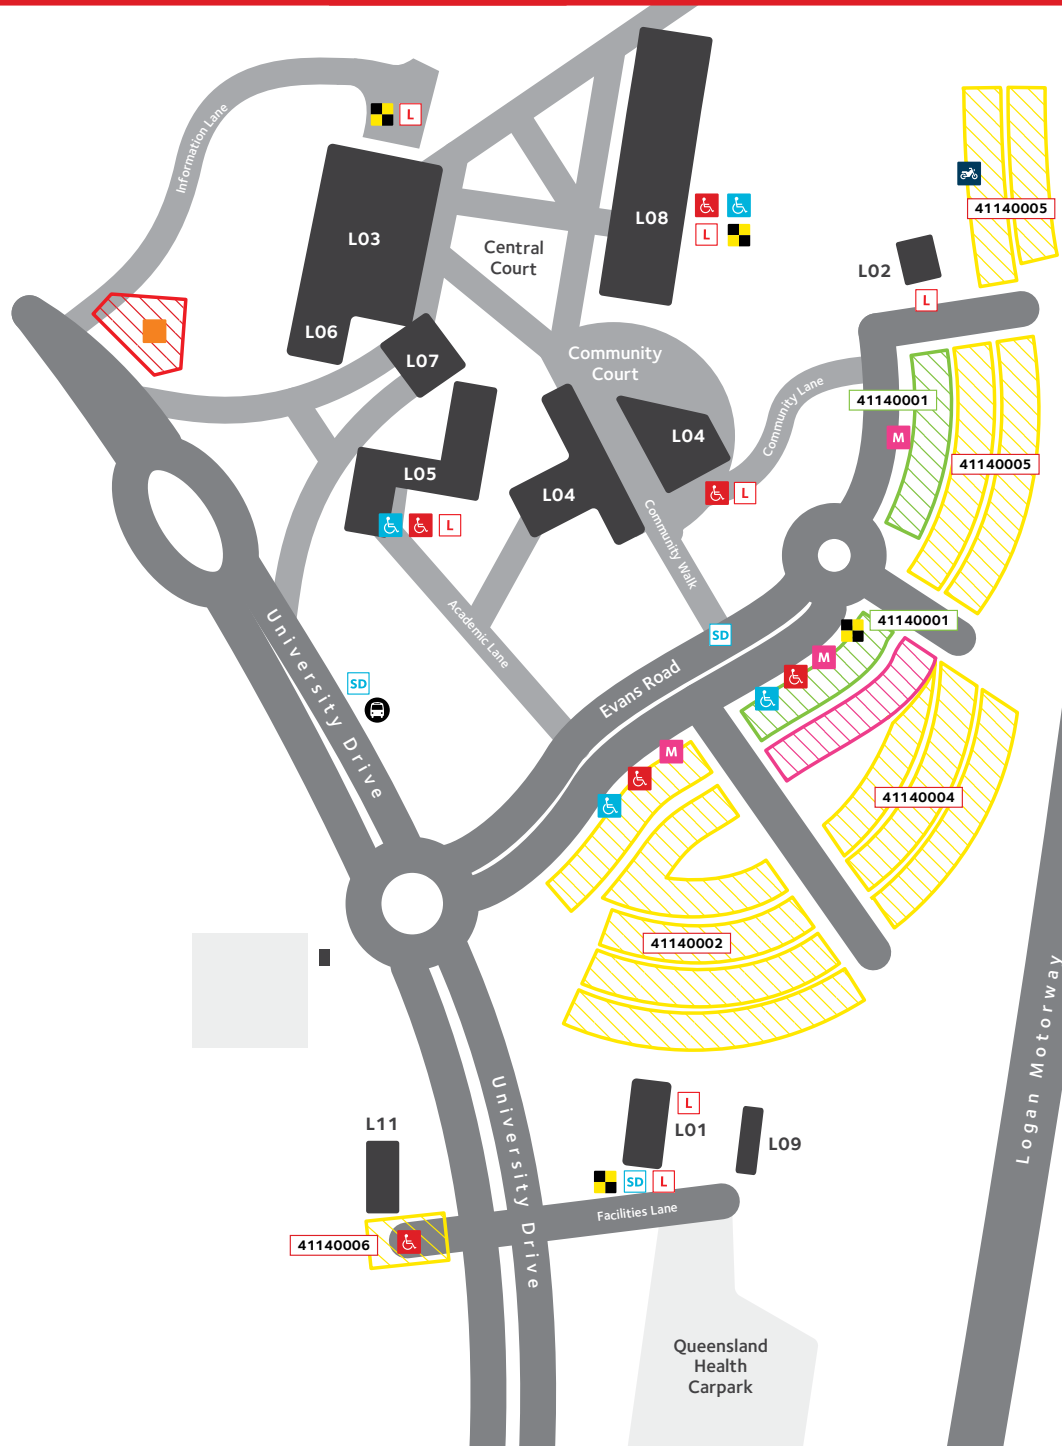 Information Lane
L
L03
L08
L
Central
Court
41140005
L02
L
L06
L07
Community
Court
Community Lane
41140001
M
L04
41140005
L05
L04
L
L
Community Walk
Academic Lane
University Drive
SD
41140001
M
Evans Road
SD
M
41140004
41140002
Logan Motorway
University Drive
L
L01
L11
L09
SD
L
Facilities Lane
41140006
Queensland
Health
Carpark